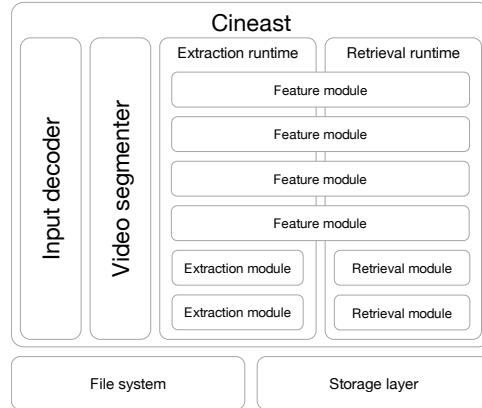 Cineast
Input decoder
Video segmenter
Extraction runtime
Retrieval runtime
Feature module
Feature module
Feature module
Feature module
Extraction module
Retrieval module
Extraction module
Retrieval module
File system
Storage layer